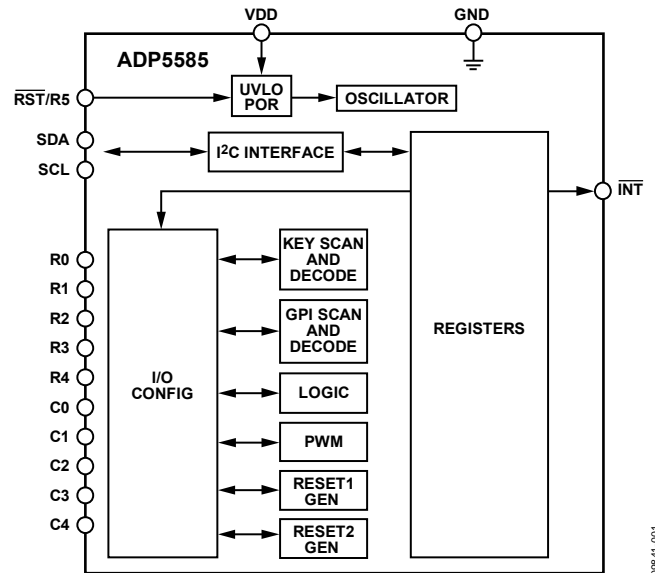 VDD
GND
ADP5585
RST/R5
UVLO
POR
OSCILLATOR
SDA
SCL
I2C INTERFACE
INT
R0
R1
R2
R3
R4
C0
C1
C2
C3
C4
I/O
CONFIG
KEY SCAN
AND
DECODE
GPI SCAN
AND
DECODE
LOGIC
PWM
RESET1
GEN
RESET2
GEN
REGISTERS